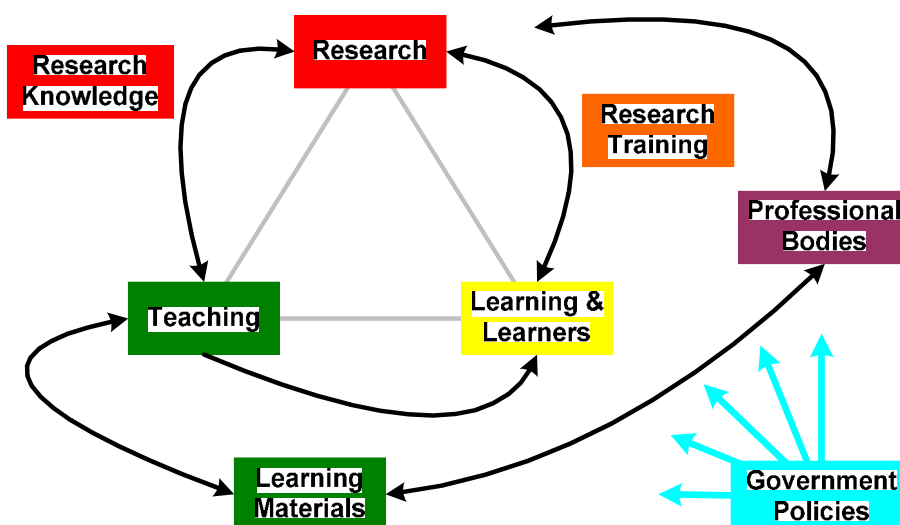 Research
Research
Knowledge
Research
Training
Professional
Bodies
Teaching
Learning &
Learners
Learning
Materials
Government
Policies